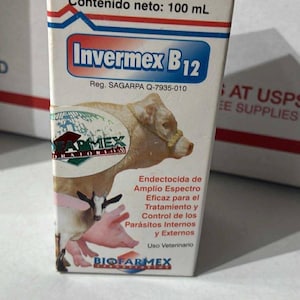 Contenido neto: 100 mL
Invermex B12
Reg. SAGARPA Q-7935-010
Endectocida de
Amplio Espectro
Eficaz para el
Tratamiento y
Control de los
Parásitos Internos
y Externos
Uso Veterinario
BIOFARMEX
AT USPS
EE SUPPLIES